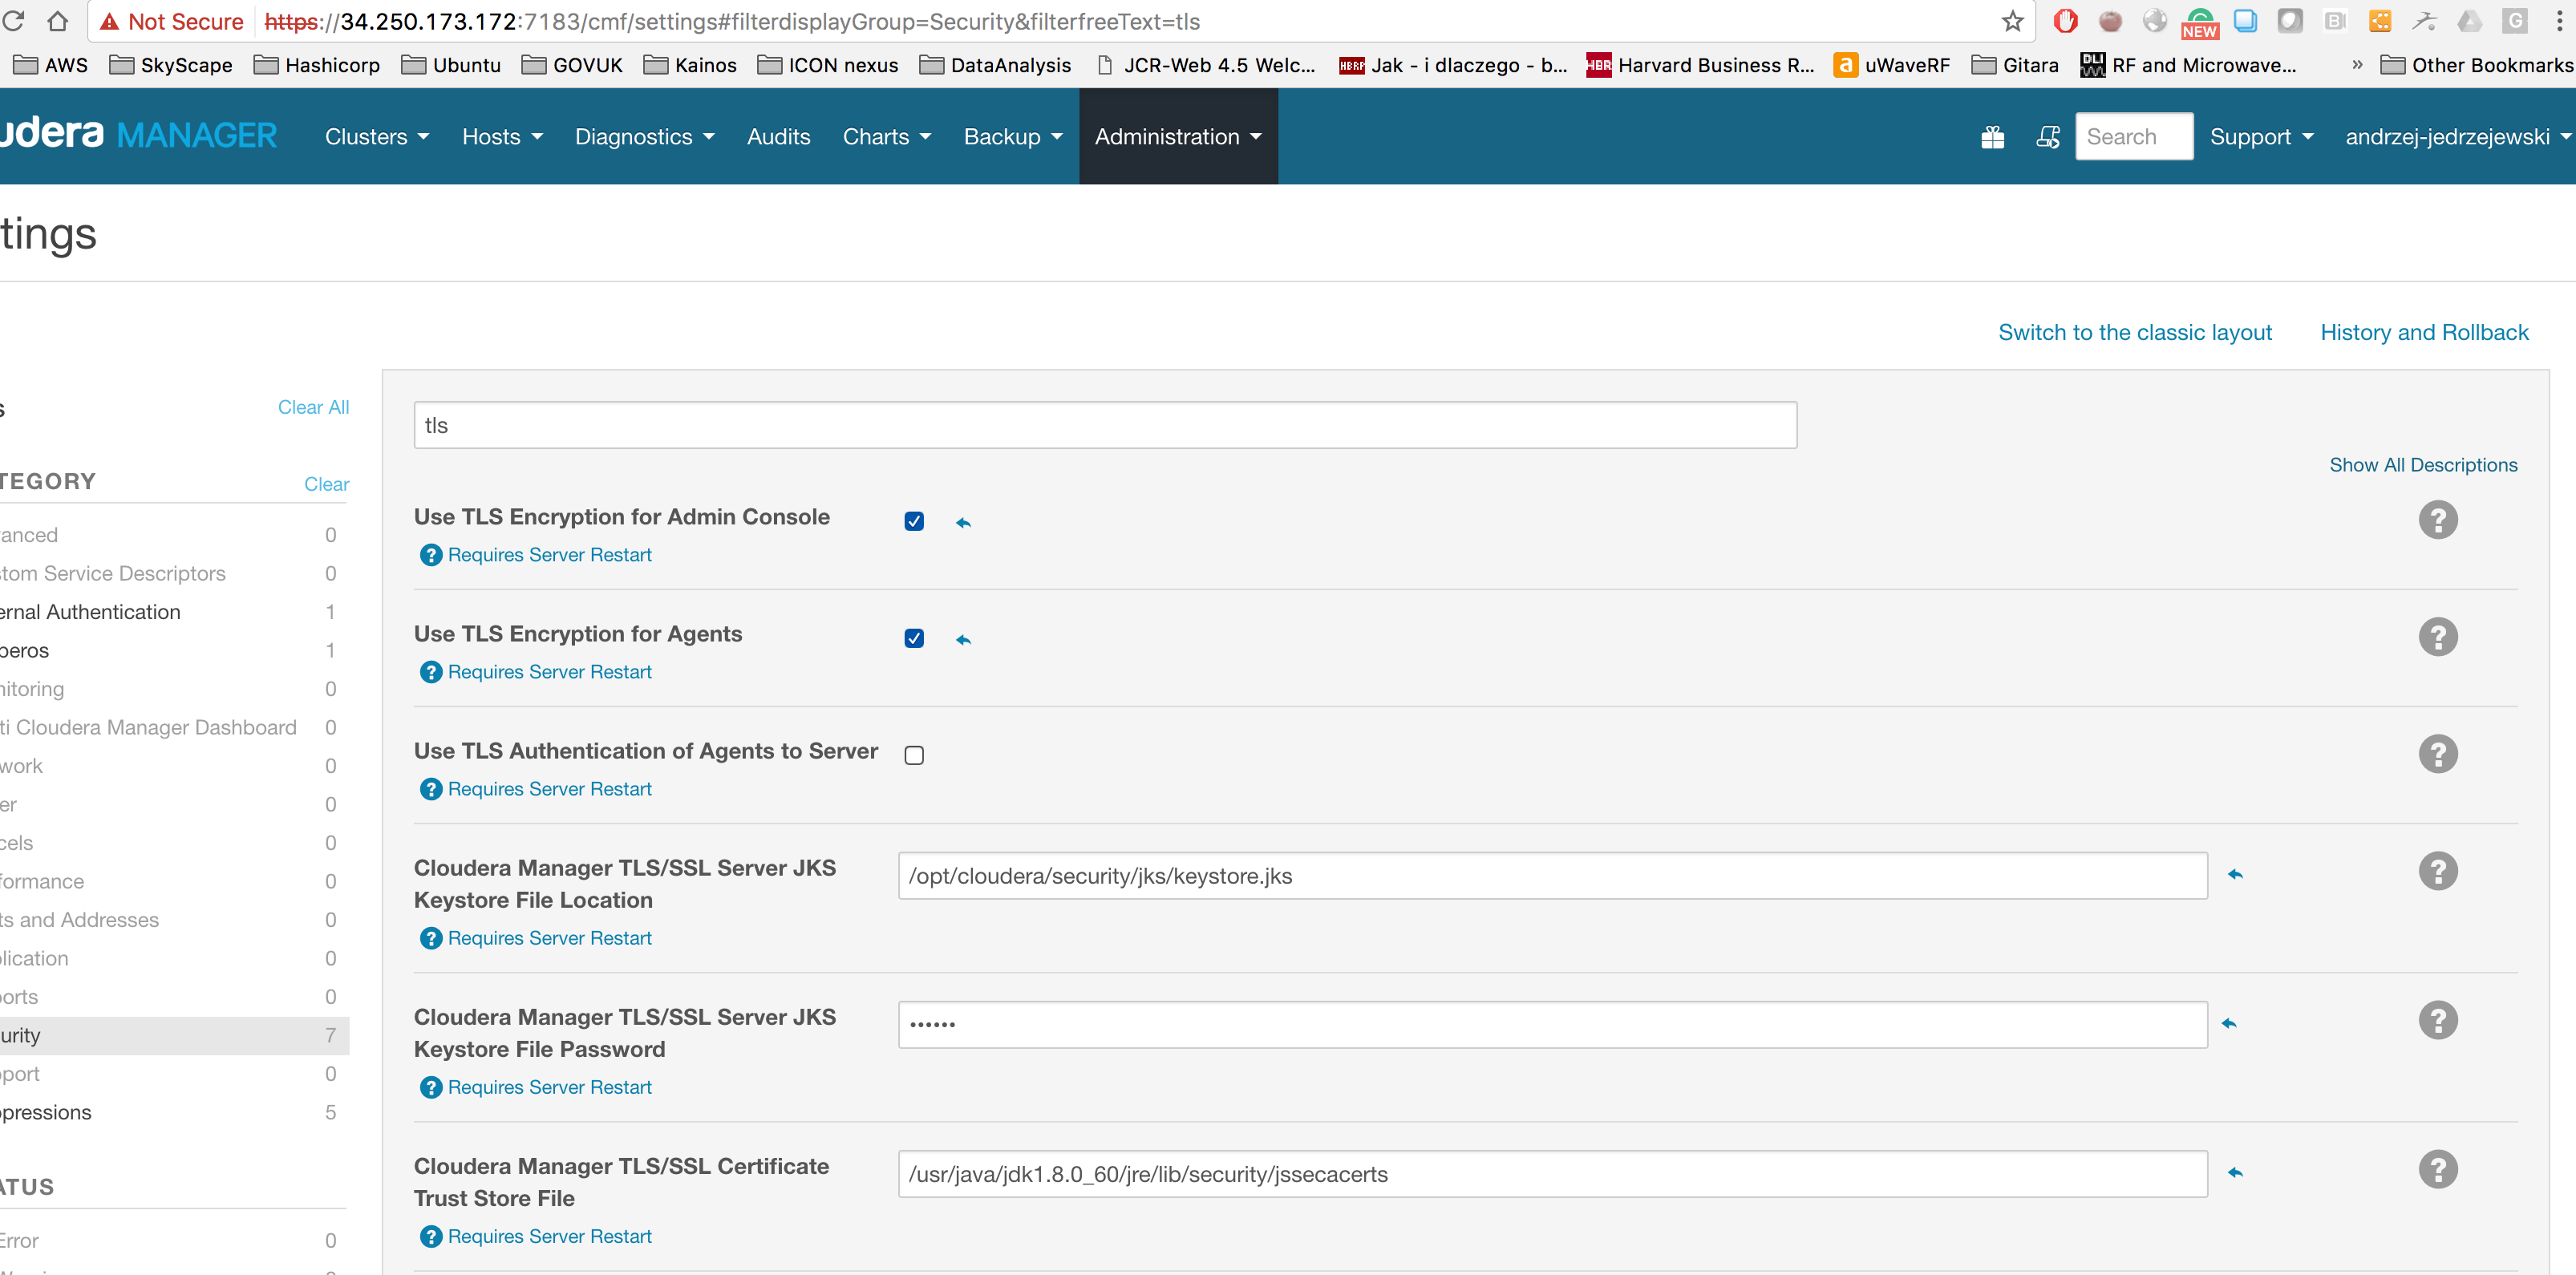 Not Secure https://34.250.173.172:7183/cmf/settings#filterdisplayGroup=Security&filterfreeText=tls NEW B G
AWS SkyScape Hashicorp Ubuntu GOVUK Kainos ICON nexus DataAnalysis JCR-Web 4.5 Welc... HBRP Jak - i dlaczego - b... HBR Harvard Business R... a uWaveRF Gitara DLI RF and Microwave... » Other Bookmarks
udera MANAGER Clusters Hosts Diagnostics Audits Charts Backup Administration Search Support andrzej-jedrzejewski
tings
Switch to the classic layout History and Rollback
s Clear All
tls
Show All Descriptions
TEGORY Clear
Use TLS Encryption for Admin Console
? Requires Server Restart
anced 0
tom Service Descriptors 0
ernal Authentication 1
Use TLS Encryption for Agents
? Requires Server Restart
beros 1
nitoring 0
ti Cloudera Manager Dashboard 0
Use TLS Authentication of Agents to Server
? Requires Server Restart
work 0
er 0
cels 0
Cloudera Manager TLS/SSL Server JKS
Keystore File Location
/opt/cloudera/security/jks/keystore.jks
? Requires Server Restart
formance 0
ts and Addresses 0
lication 0
orts 0
Cloudera Manager TLS/SSL Server JKS
Keystore File Password
••••••
? Requires Server Restart
urity 7
port 0
pressions 5
Cloudera Manager TLS/SSL Certificate
Trust Store File
/usr/java/jdk1.8.0_60/jre/lib/security/jssecacerts
? Requires Server Restart
ATUS
Error 0